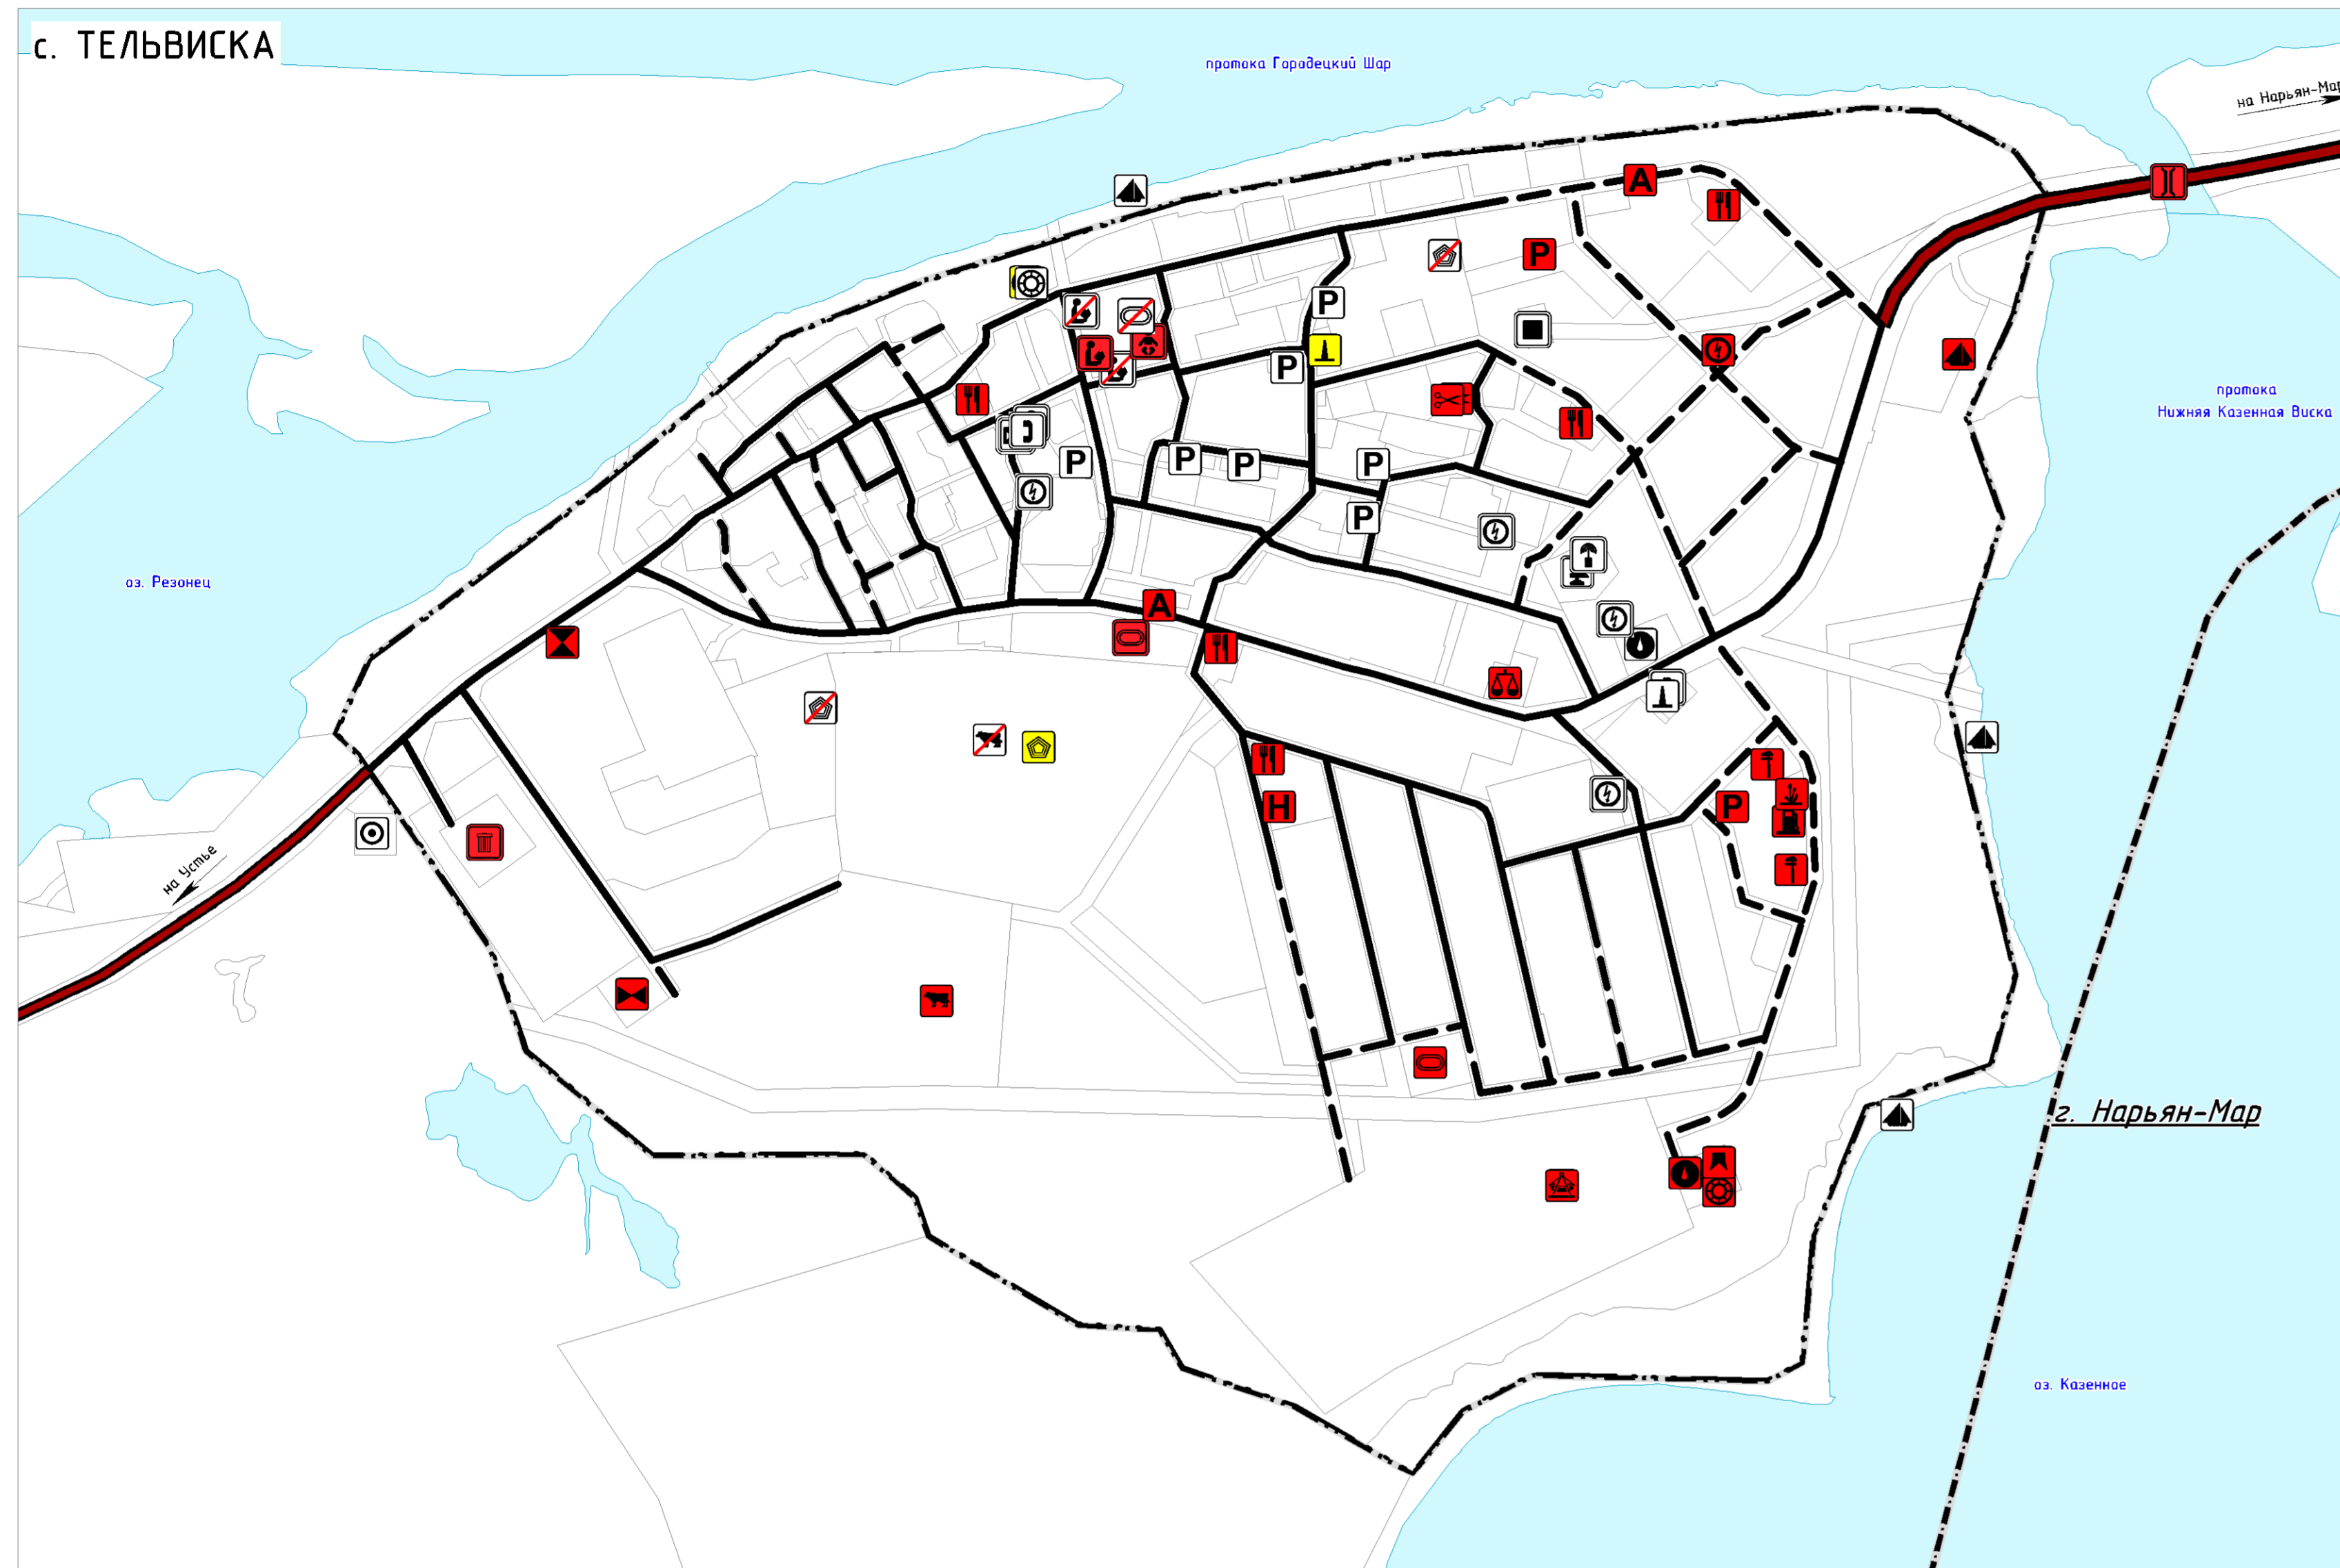 с. ТЕЛЬВИСКА
протока Городецкий Шар
на Нарьян-Мар
A
P
P
P
протока
Нижняя Казенная Виска
P
P
P
P
P
оз. Резонец
A
H
P
на Устье
г. Нарьян-Мар
оз. Казенное